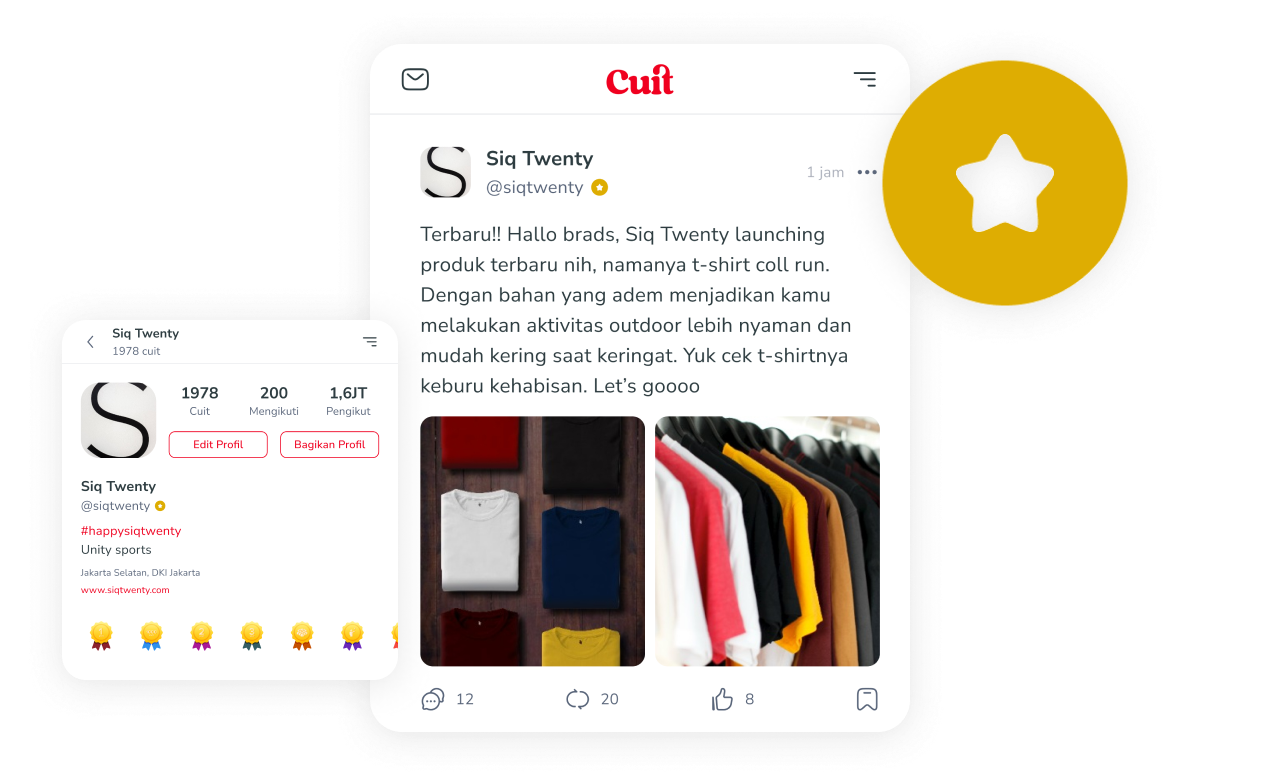 Cuit
Siq Twenty
@siqtwenty
1 jam
Terbaru!! Hallo brads, Siq Twenty launching
produk terbaru nih, namanya t-shirt coll run.
Dengan bahan yang adem menjadikan kamu
melakukan aktivitas outdoor lebih nyaman dan
mudah kering saat keringat. Yuk cek t-shirtnya
keburu kehabisan. Let's goooo
12
20
8
Siq Twenty
1978 cuit
S
1978
200
1,6JT
Cuit
Mengikuti
Pengikut
Edit Profil
Bagikan Profil
Siq Twenty
@siqtwenty
#happysiqtwenty
Unity sports
Jakarta Selatan, DKI Jakarta
www.siqtwenty.com